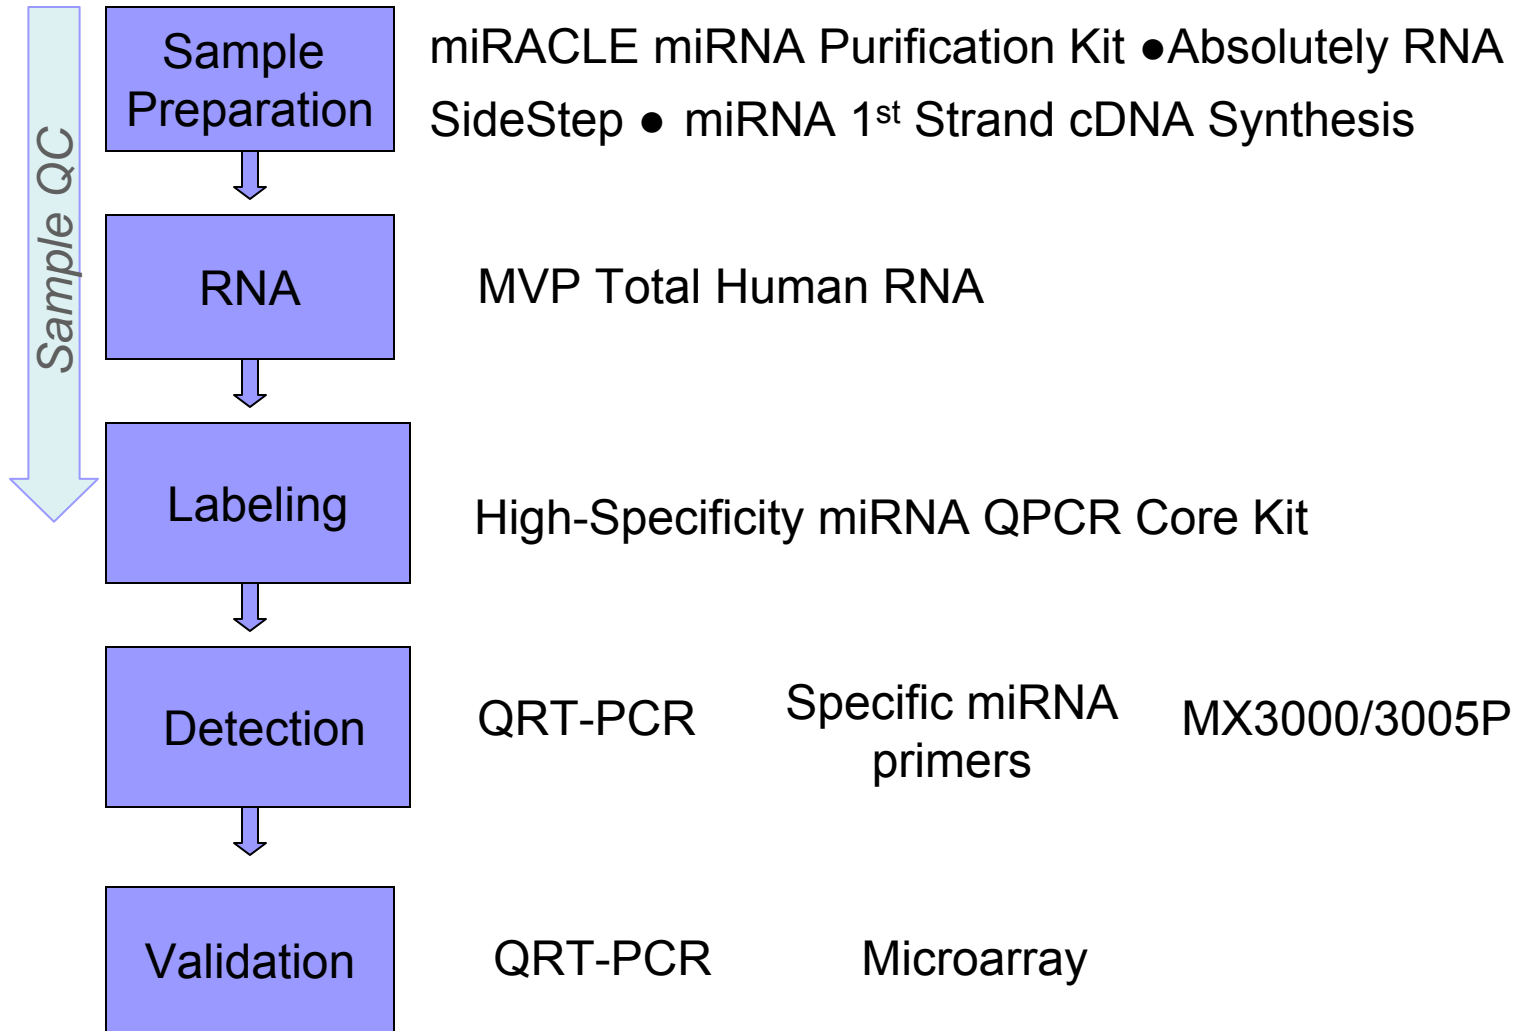 Sample QC
Sample
Preparation
miRACLE miRNA Purification Kit ●Absolutely RNA
SideStep ● miRNA 1st Strand cDNA Synthesis
RNA
MVP Total Human RNA
Labeling
High-Specificity miRNA QPCR Core Kit
Detection
QRT-PCR
Specific miRNA
primers
MX3000/3005P
Validation
QRT-PCR
Microarray